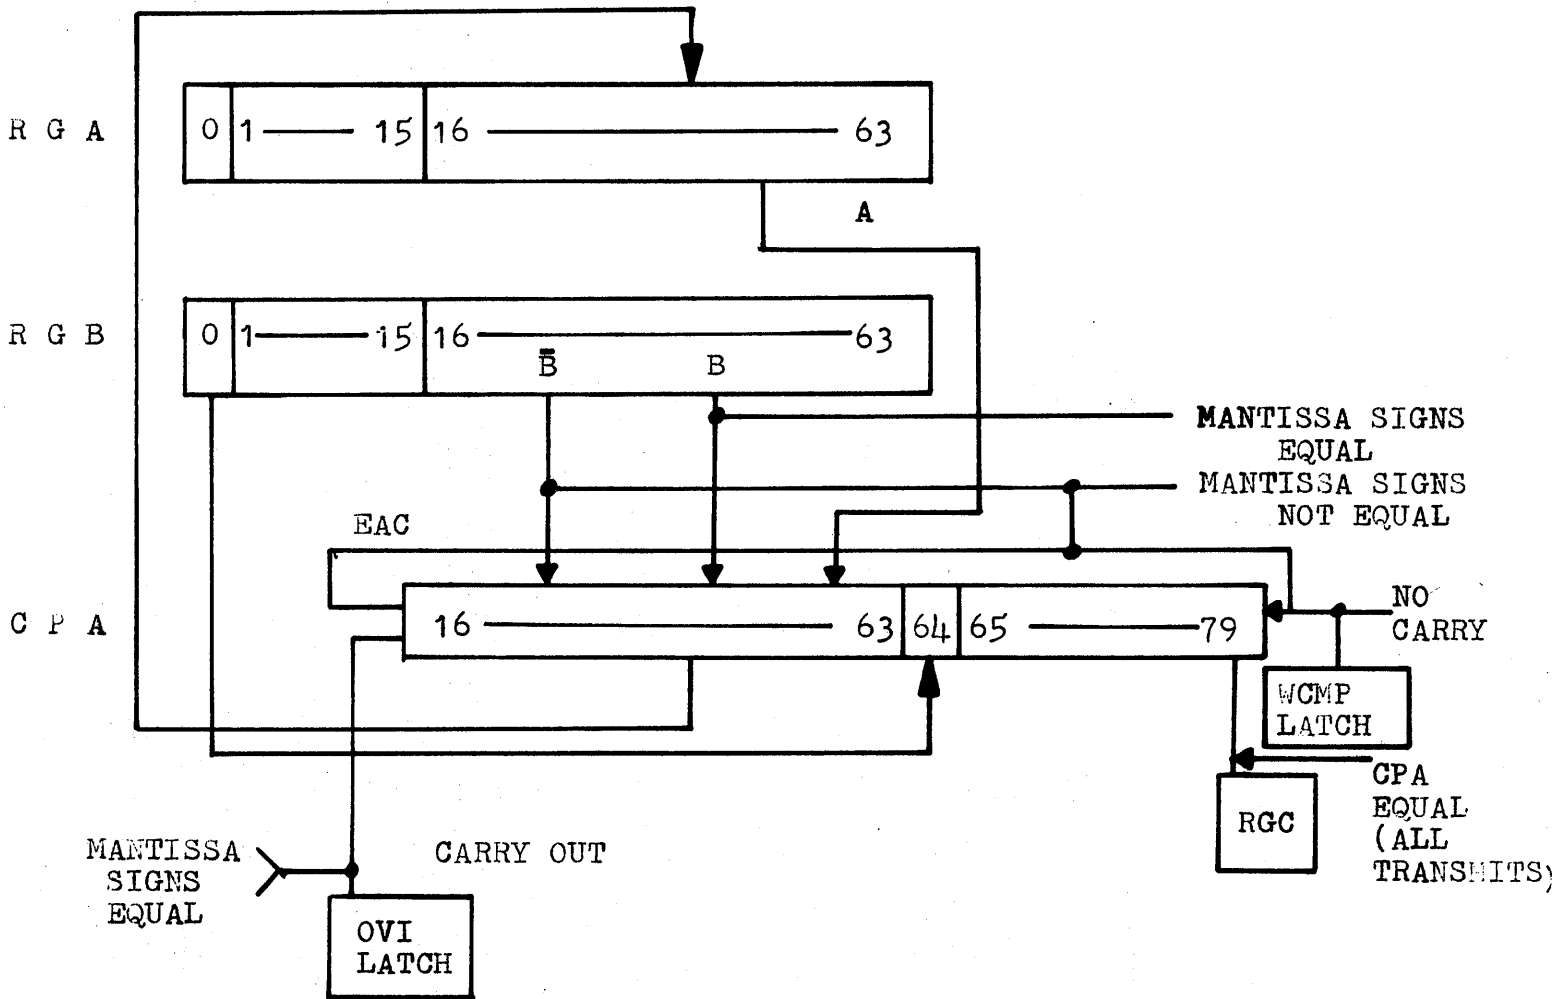 R G A
0 1 15 16 63
A
R G B
0 1 15 16 63
B̅ B
MANTISSA SIGNS
EQUAL
MANTISSA SIGNS
NOT EQUAL
EAC
C P A
16 63 64 65 79
NO
CARRY
WCMP
LATCH
CPA
EQUAL
(ALL
TRANSMITS)
RGC
MANTISSA
SIGNS
EQUAL
CARRY OUT
OVI
LATCH